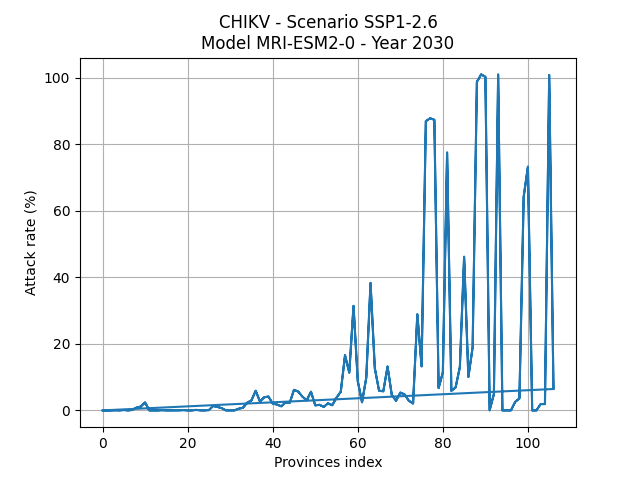 CHIKV - Scenario SSP1-2.6
Model MRI-ESM2-0 - Year 2030
Attack rate (%)
100
80
60
40
20
0
0 20 40 60 80 100
Provinces index